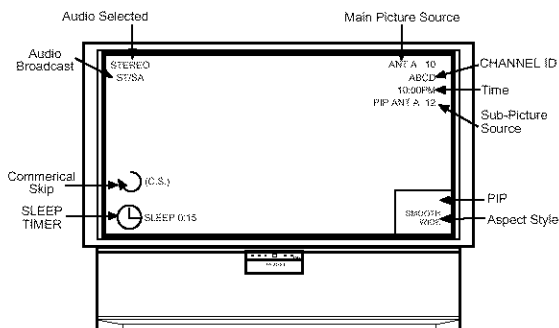 Audio Selected
Main Picture Source
Audio
Broadcast
STEREO
ST/SA
ANT A 10
ABCD
10:00PM
PIP ANT A 12
CHANNEL ID
Time
Sub-Picture
Source
Commerical
Skip
(C.S.)
SLEEP
TIMER
SLEEP 0:15
SMOOTH
WIDE
PIP
Aspect Style